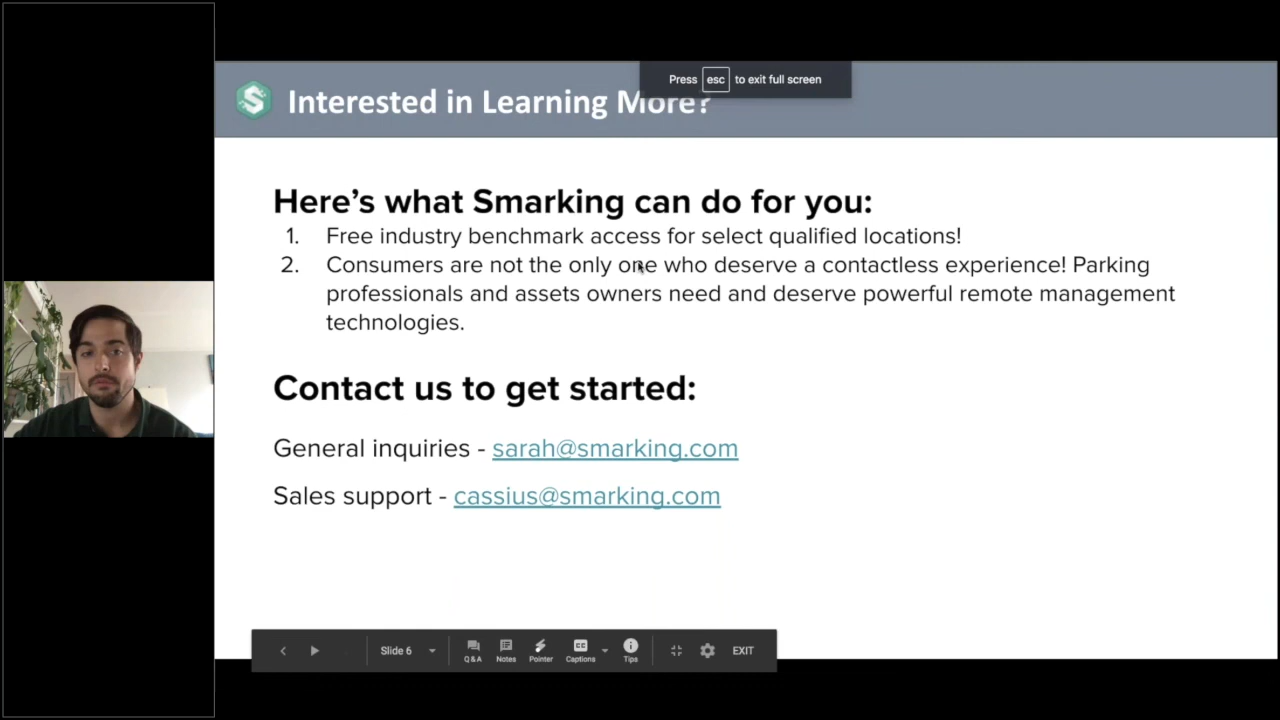 Press esc to exit full screen
Interested in Learning More?
Here's what Smarking can do for you:
1. Free industry benchmark access for select qualified locations!
2. Consumers are not the only one who deserve a contactless experience! Parking
professionals and assets owners need and deserve powerful remote management
technologies.
Contact us to get started:
General inquiries - sarah@smarking.com
Sales support - cassius@smarking.com
Slide 6
Q&A
Notes
Pointer
CC
Captions
Tips
EXIT